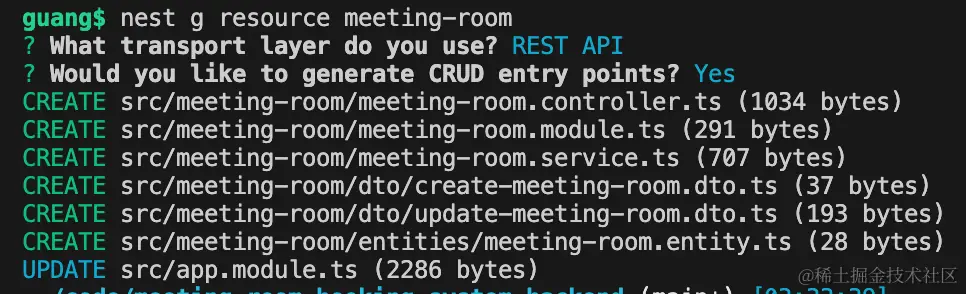 guang$ nest g resource meeting-room
? What transport layer do you use? REST API
? Would you like to generate CRUD entry points? Yes
CREATE src/meeting-room/meeting-room.controller.ts (1034 bytes)
CREATE src/meeting-room/meeting-room.module.ts (291 bytes)
CREATE src/meeting-room/meeting-room.service.ts (707 bytes)
CREATE src/meeting-room/dto/create-meeting-room.dto.ts (37 bytes)
CREATE src/meeting-room/dto/update-meeting-room.dto.ts (193 bytes)
CREATE src/meeting-room/entities/meeting-room.entity.ts (28 bytes)
UPDATE src/app.module.ts (2286 bytes)
@稀土掘金技术社区